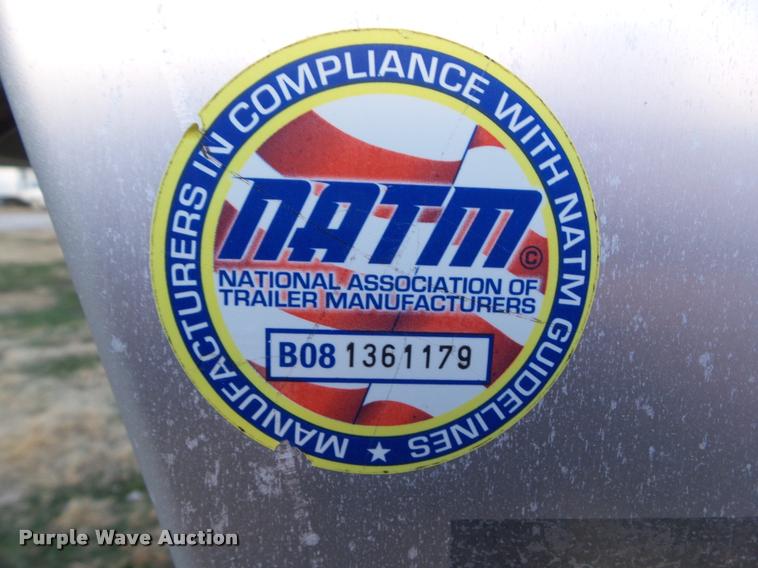 MANUFACTURERS IN COMPLIANCE WITH NATM GUIDELINES ★
NATM ©
NATIONAL ASSOCIATION OF
TRAILER MANUFACTURERS
B08 1361179
Purple Wave Auction